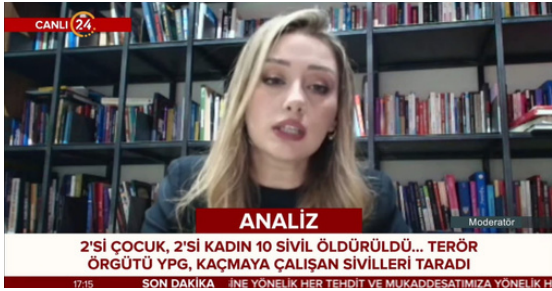 CANLI 24
Moderatör
ANALİZ
2'Sİ ÇOCUK, 2'Sİ KADIN 10 SİVİL ÖLDÜRÜLDÜ... TERÖR
ÖRGÜTÜ YPG, KAÇMAYA ÇALIŞAN SİVİLLERİ TARADI
17:15 SON DAKİKA -İNE YÖNELİK HER TEHDİT VE MUKADDESATIMIZA YÖNELİK H